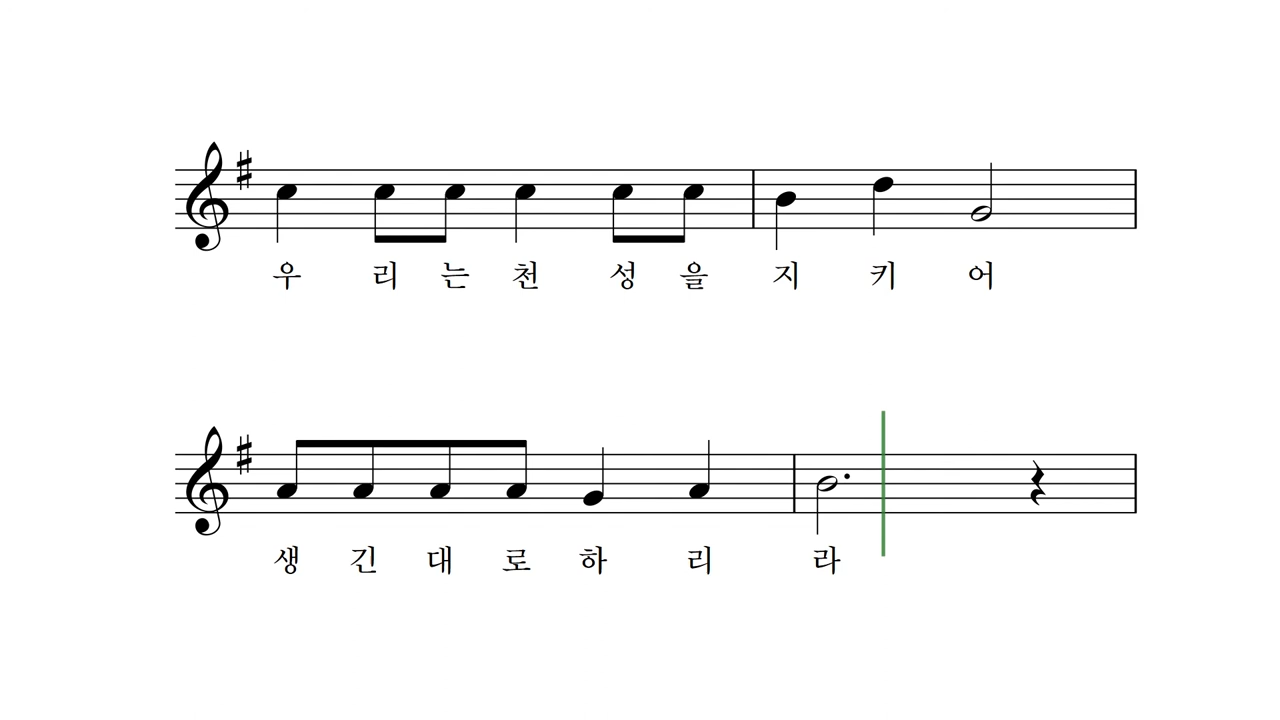 우 리 는 천 성 을 지 키 어
생 긴 대 로 하 리 라